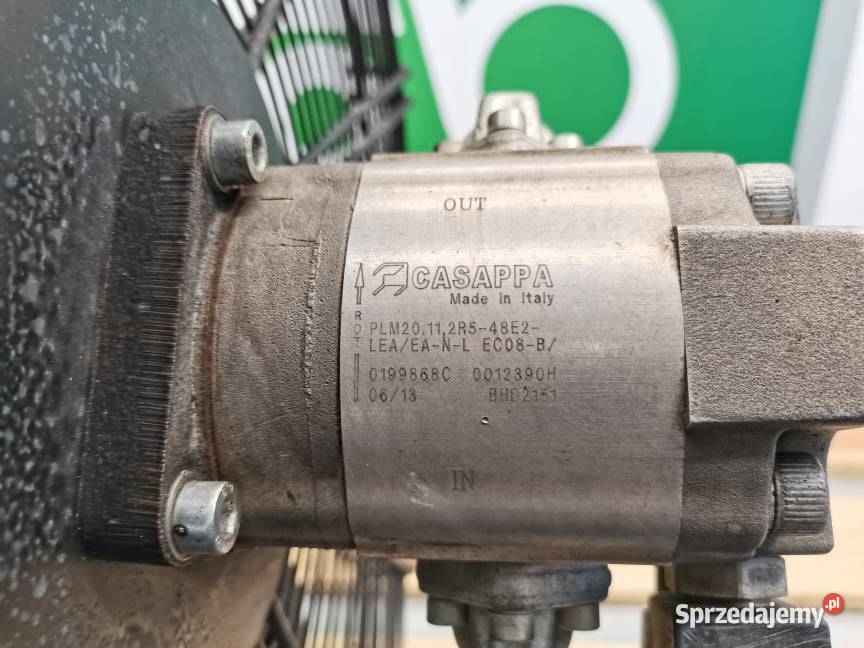 OUT
CASAPPA
Made in Italy
ROT
PLM20.11,2R5-48E2-
LEA/EA-N-L EC08-B/
0199868C 0012390H
06/13 BHD2151
IN
Sprzedajemy.pl